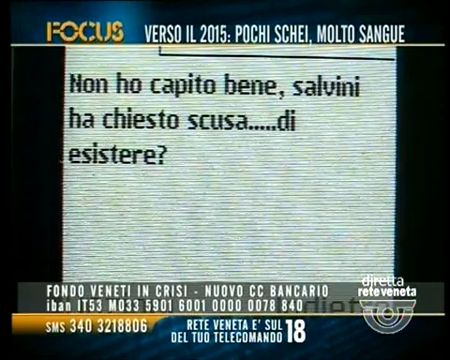 FOCUS VERSO IL 2015: POCHI SCHEI, MOLTO SANGUE
Non ho capito bene, salvini
ha chiesto scusa.....di
esistere?
diretta
reteveneta
FONDO VENETI IN CRISI - NUOVO CC BANCARIO
iban IT53 M033 5901 6001 0000 0078 840
SMS 340 3218806
RETE VENETA E' SUL
DEL TUO TELECOMANDO 18